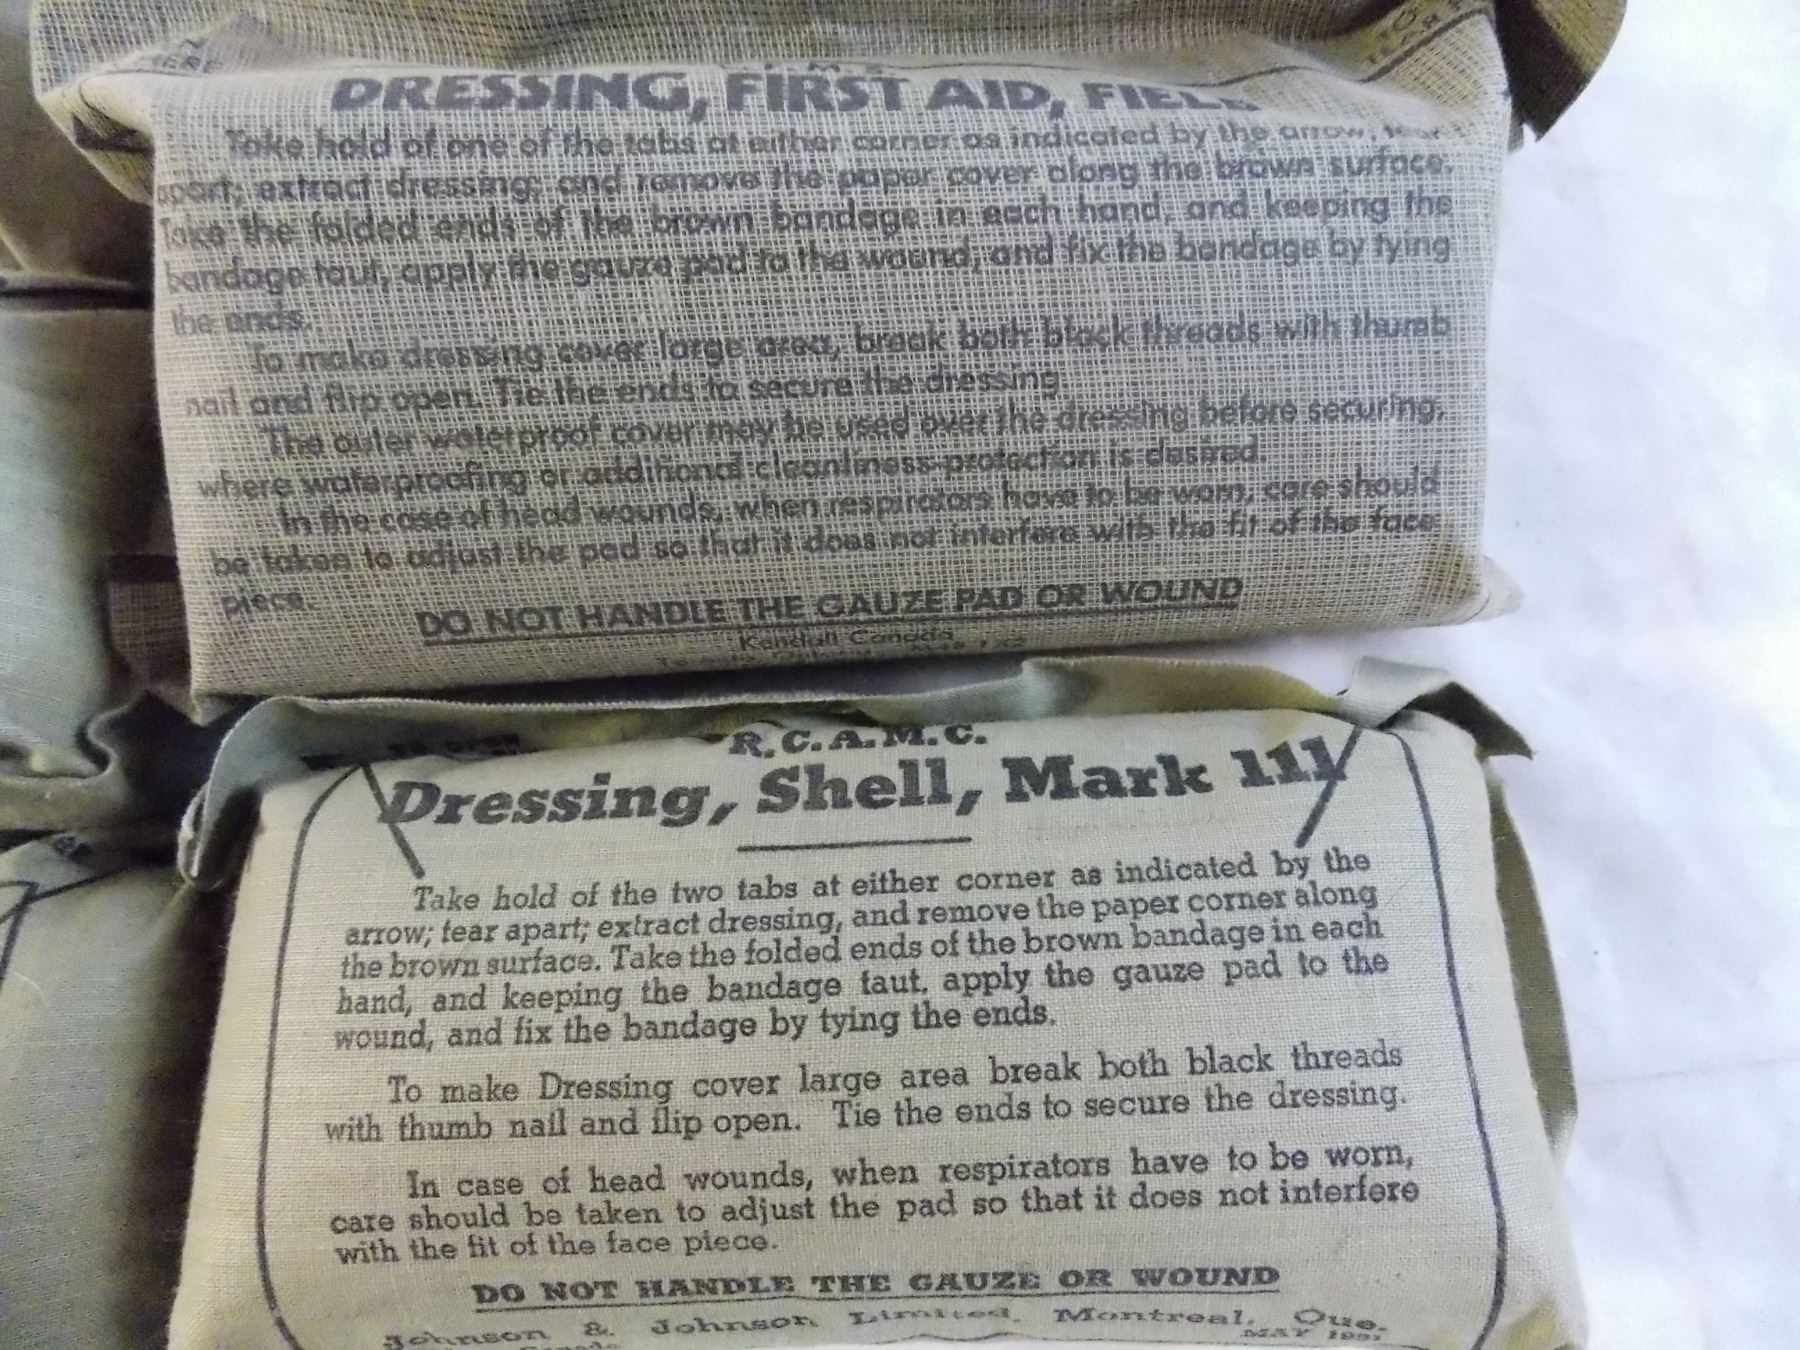 HERE
DRESSING, FIRST AID, FIELD
Take hold of one of the tabs at either corner as indicated by the arrow, tear
apart; extract dressing; and remove the paper cover along the brown surface.
Take the folded ends of the brown bandage in each hand, and keeping the
bandage taut, apply the gauze pad to the wound, and fix the bandage by tying
the ends.
To make dressing cover large area, break both black threads with thumb
nail and flip open. Tie the ends to secure the dressing.
The outer waterproof cover may be used over the dressing before securing,
where waterproofing or additional cleanliness-protection is desired.
In the case of head wounds, when respirators have to be worn, care should
be taken to adjust the pad so that it does not interfere with the fit of the face
piece.
DO NOT HANDLE THE GAUZE PAD OR WOUND
Kendall Canada
R.C.A.M.C.
Dressing, Shell, Mark 111
Take hold of the two tabs at either corner as indicated by the
arrow; tear apart; extract dressing, and remove the paper corner along
the brown surface. Take the folded ends of the brown bandage in each
hand, and keeping the bandage taut, apply the gauze pad to the
wound, and fix the bandage by tying the ends.
To make Dressing cover large area break both black threads
with thumb nail and flip open. Tie the ends to secure the dressing.
In case of head wounds, when respirators have to be worn,
care should be taken to adjust the pad so that it does not interfere
with the fit of the face piece.
DO NOT HANDLE THE GAUZE OR WOUND
Johnson & Johnson Limited, Montreal, Que.
MAY